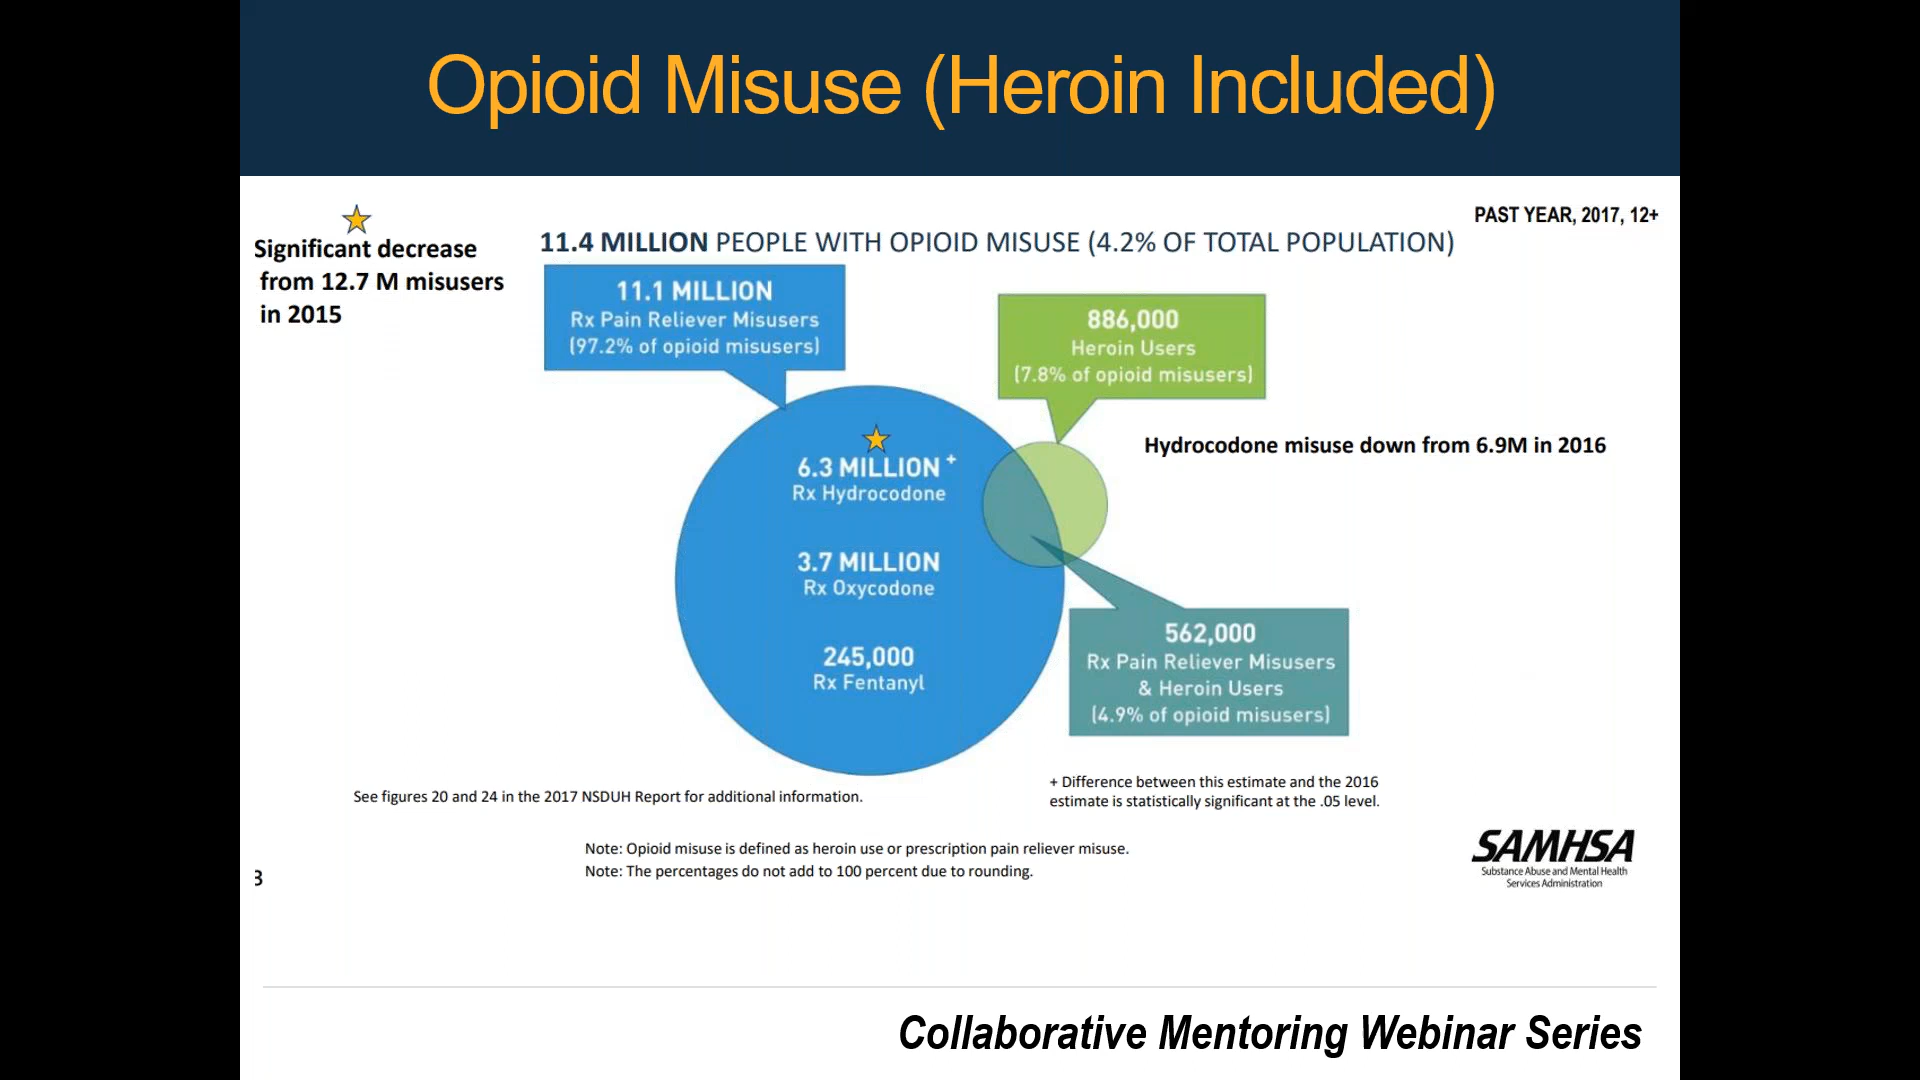 Opioid Misuse (Heroin Included)
PAST YEAR, 2017, 12+
Significant decrease
from 12.7 M misusers
in 2015
11.4 MILLION PEOPLE WITH OPIOID MISUSE (4.2% OF TOTAL POPULATION)
11.1 MILLION
Rx Pain Reliever Misusers
(97.2% of opioid misusers)
886,000
Heroin Users
(7.8% of opioid misusers)
Hydrocodone misuse down from 6.9M in 2016
6.3 MILLION +
Rx Hydrocodone
3.7 MILLION
Rx Oxycodone
245,000
Rx Fentanyl
562,000
Rx Pain Reliever Misusers
& Heroin Users
(4.9% of opioid misusers)
See figures 20 and 24 in the 2017 NSDUH Report for additional information.
+ Difference between this estimate and the 2016
estimate is statistically significant at the .05 level.
Note: Opioid misuse is defined as heroin use or prescription pain reliever misuse.
Note: The percentages do not add to 100 percent due to rounding.
3
SAMHSA
Substance Abuse and Mental Health
Services Administration
Collaborative Mentoring Webinar Series